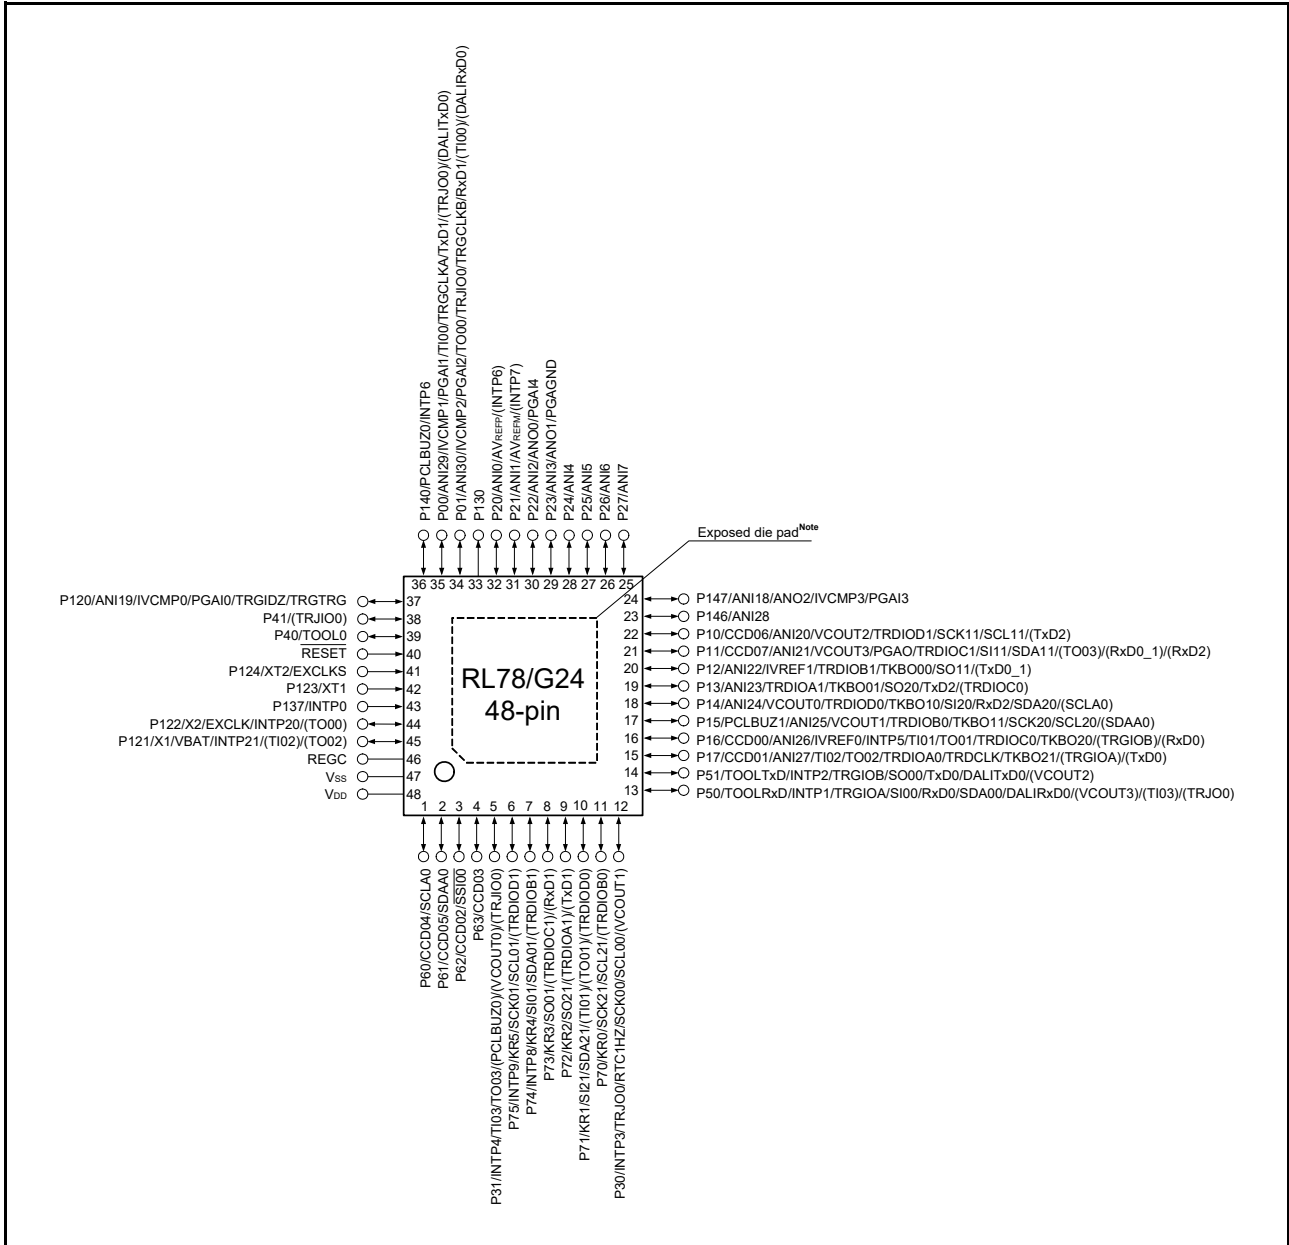 P140/PCLBUZ0/INTP6
P00/ANI29/IVCMP1/PGAI1/TI00/TRGCLKA/TxD1/(TRJO0)/(DALITxD0)
P01/ANI30/IVCMP2/PGAI2/TO00/TRJIO0/TRGCLKB/RxD1/(TI00)/(DALIRxD0)
P130
P20/ANI0/AVREFP/(INTP6)
P21/ANI1/AVREFM/(INTP7)
P22/ANI2/ANO0/PGAI4
P23/ANI3/ANO1/PGAGND
P24/ANI4
P25/ANI5
P26/ANI6
P27/ANI7
Exposed die padNote
36 35 34 33 32 31 30 29 28 27 26 25
P120/ANI19/IVCMP0/PGAI0/TRGIDZ/TRGTRG 37
P41/(TRJIO0) 38
P40/TOOL0 39
RESET 40
P124/XT2/EXCLKS 41
P123/XT1 42
P137/INTP0 43
P122/X2/EXCLK/INTP20/(TO00) 44
P121/X1/VBAT/INTP21/(TI02)/(TO02) 45
REGC 46
VSS 47
VDD 48
RL78/G24
48-pin
24 P147/ANI18/ANO2/IVCMP3/PGAI3
23 P146/ANI28
22 P10/CCD06/ANI20/VCOUT2/TRDIOD1/SCK11/SCL11/(TxD2)
21 P11/CCD07/ANI21/VCOUT3/PGAO/TRDIOC1/SI11/SDA11/(TO03)/(RxD0_1)/(RxD2)
20 P12/ANI22/IVREF1/TRDIOB1/TKBO00/SO11/(TxD0_1)
19 P13/ANI23/TRDIOA1/TKBO01/SO20/TxD2/(TRDIOC0)
18 P14/ANI24/VCOUT0/TRDIOD0/TKBO10/SI20/RxD2/SDA20/(SCLA0)
17 P15/PCLBUZ1/ANI25/VCOUT1/TRDIOB0/TKBO11/SCK20/SCL20/(SDAA0)
16 P16/CCD00/ANI26/IVREF0/INTP5/TI01/TO01/TRDIOC0/TKBO20/(TRGIOB)/(RxD0)
15 P17/CCD01/ANI27/TI02/TO02/TRDIOA0/TRDCLK/TKBO21/(TRGIOA)/(TxD0)
14 P51/TOOLTxD/INTP2/TRGIOB/SO00/TxD0/DALITxD0/(VCOUT2)
13 P50/TOOLRxD/INTP1/TRGIOA/SI00/RxD0/SDA00/DALIRxD0/(VCOUT3)/(TI03)/(TRJO0)
1 2 3 4 5 6 7 8 9 10 11 12
P60/CCD04/SCLA0
P61/CCD05/SDAA0
P62/CCD02/SSI00
P63/CCD03
P31/INTP4/TI03/TO03/(PCLBUZ0)/(VCOUT0)/(TRJIO0)
P75/INTP9/KR5/SCK01/SCL01/(TRDIOD1)
P74/INTP8/KR4/SI01/SDA01/(TRDIOB1)
P73/KR3/SO01/(TRDIOC1)/(RxD1)
P72/KR2/SO21/(TRDIOA1)/(TxD1)
P71/KR1/SI21/SDA21/(TI01)/(TO01)/(TRDIOD0)
P70/KR0/SCK21/SCL21/(TRDIOB0)
P30/INTP3/TRJO0/RTC1HZ/SCK00/SCL00/(VCOUT1)